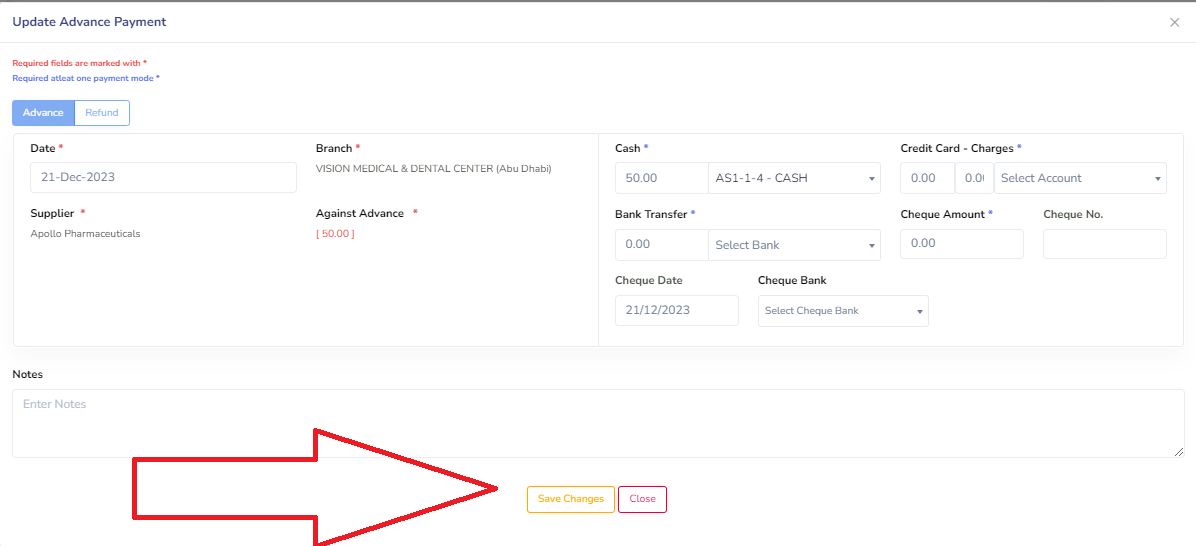 Update Advance Payment
Required fields are marked with *
Required atleat one payment mode *
Advance
Refund
Date *
21-Dec-2023
Branch *
VISION MEDICAL & DENTAL CENTER (Abu Dhabi)
Supplier *
Apollo Pharmaceuticals
Against Advance *
[ 50.00 ]
Cash *
50.00
AS1-1-4 - CASH
Credit Card - Charges *
0.00
0.0
Select Account
Bank Transfer *
0.00
Select Bank
Cheque Amount *
0.00
Cheque No.
Cheque Date
21/12/2023
Cheque Bank
Select Cheque Bank
Notes
Enter Notes
Save Changes
Close